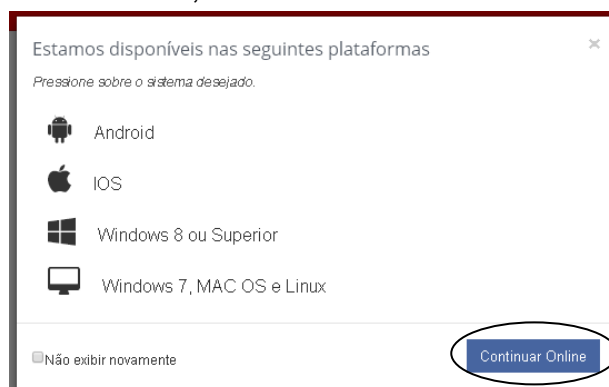 Estamos disponíveis nas seguintes plataformas
Pressione sobre o sistema desejado.
Android
IOS
Windows 8 ou Superior
Windows 7, MAC OS e Linux
Não exibir novamente
Continuar Online